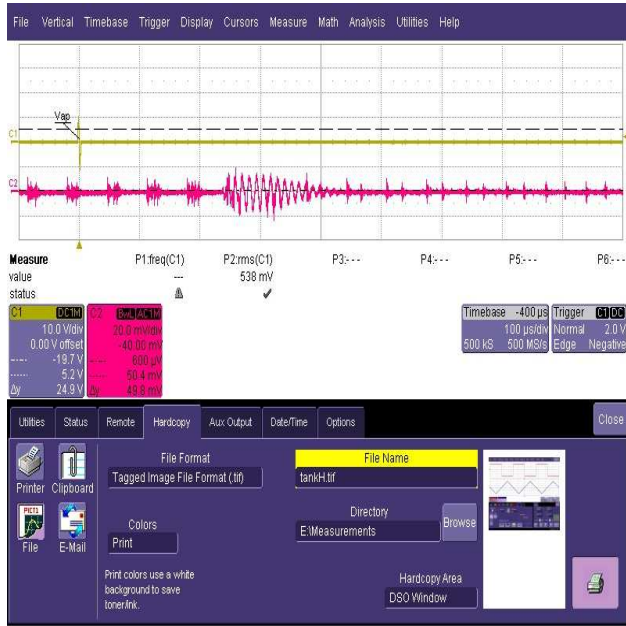 File Vertical Timebase Trigger Display Cursors Measure Math Analysis Utilities Help
Vap
C1
C2
Measure P1:freq(C1) P2:rms(C1) P3:- - - P4:- - - P5:- - - P6:- - -
value --- 538 mV
status
C1 DC1M
10.0 V/div
0.00 V offset
-19.7 V
5.2 V
Δy 24.9 V
C2 BwL AC1M
20.0 mV/div
-40.00 mV
600 µV
50.4 mV
Δy 49.8 mV
Timebase -400 µs
100 µs/div
500 kS 500 MS/s
Trigger C1 DC
Normal 2.0 V
Edge Negative
Utilities Status Remote Hardcopy Aux Output Date/Time Options Close
Printer Clipboard
File E-Mail
File Format
Tagged Image File Format (.tif)
Colors
Print
Print colors use a white
background to save
toner/ink.
File Name
tankH.tif
Directory
E:\Measurements
Browse
Hardcopy Area
DSO Window